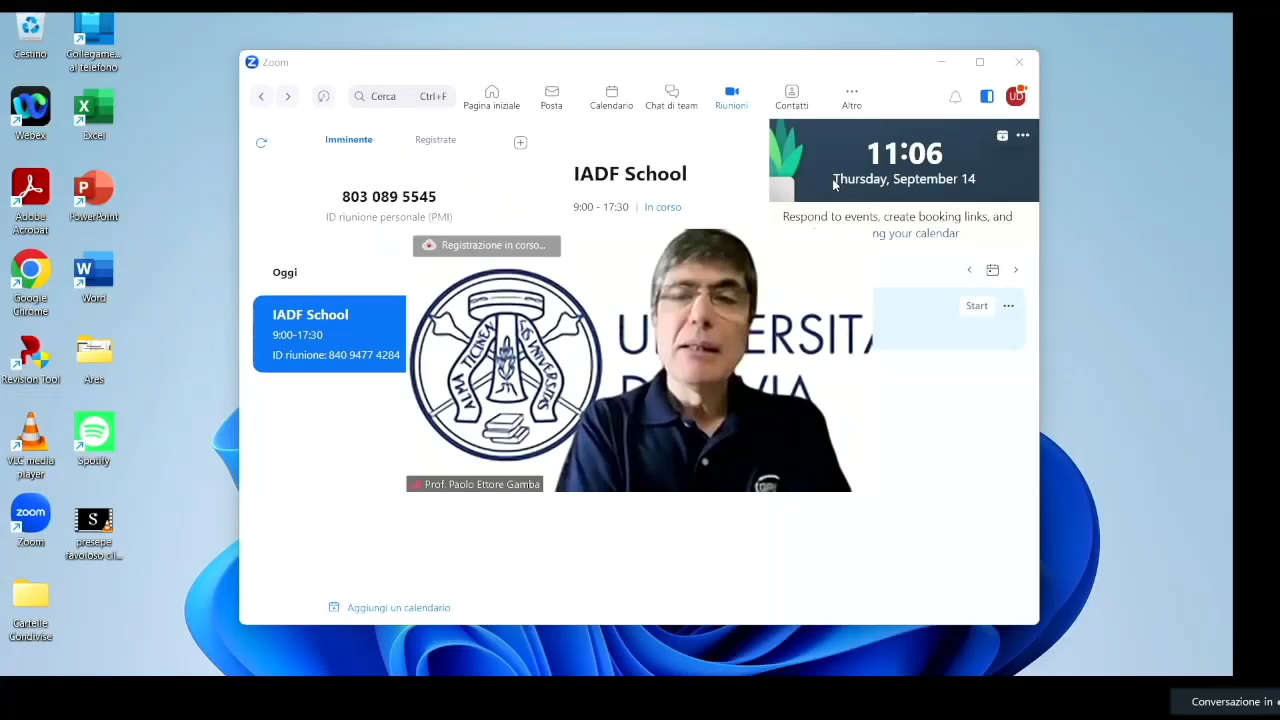 Cestino
Collegame...
al telefono
Webex
Excel
Adobe
Acrobat
PowerPoint
Google
Chrome
Word
Revision Tool
Ares
VLC media
player
Spotify
zoom
Zoom
S
presepe
favoloso cli...
Cartelle
Condivise
Zoom
Cerca
Ctrl+F
Pagina iniziale
Posta
Calendario
Chat di team
Riunioni
Contatti
Altro
UD
Imminente
Registrate
803 089 5545
ID riunione personale (PMI)
Registrazione in corso...
Oggi
IADF School
9:00-17:30
ID riunione: 840 9477 4284
Aggiungi un calendario
IADF School
9:00 - 17:30 | In corso
11:06
Thursday, September 14
Respond to events, create booking links, and
ng your calendar
Start
Prof. Paolo Ettore Gamba
Conversazione in